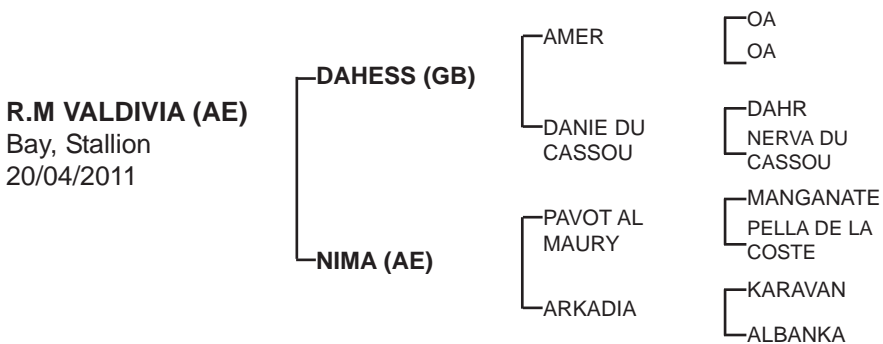 R.M VALDIVIA (AE)
Bay, Stallion
20/04/2011
DAHESS (GB)
NIMA (AE)
AMER
DANIE DU
CASSOU
PAVOT AL
MAURY
ARKADIA
OA
OA
DAHR
NERVA DU
CASSOU
MANGANATE
PELLA DE LA
COSTE
KARAVAN
ALBANKA